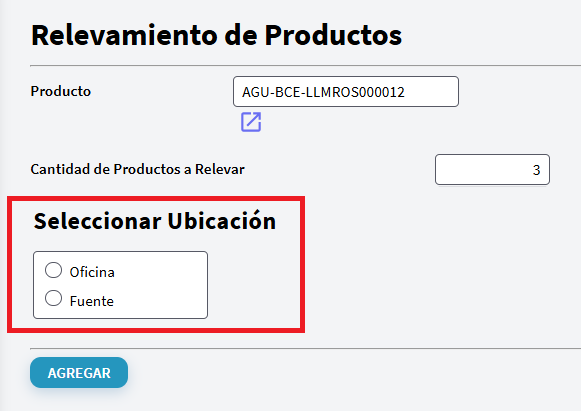 Relevamiento de Productos
Producto AGU-BCE-LLMROS000012
Cantidad de Productos a Relevar 3
Seleccionar Ubicación
Oficina
Fuente
AGREGAR